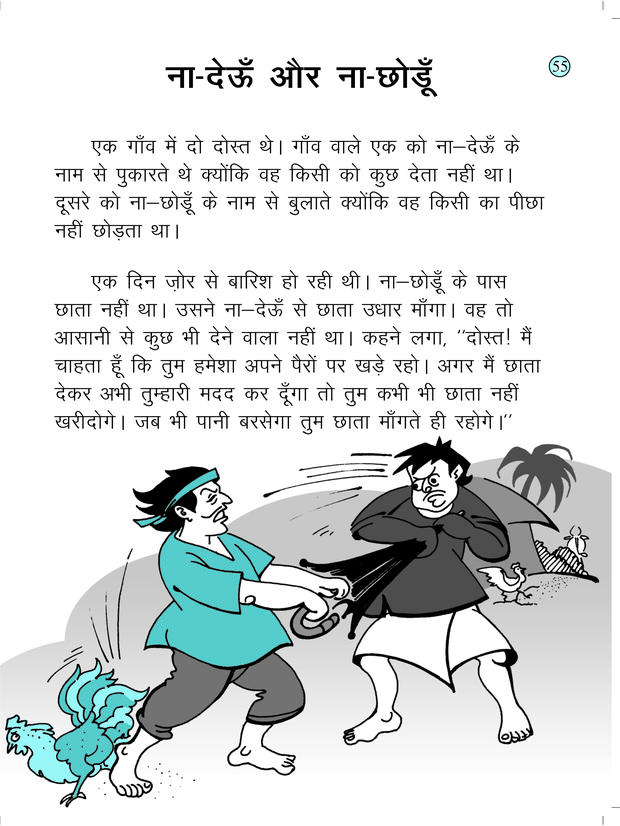 ना-देऊँ और ना-छोडूँ
55
एक गाँव में दो दोस्त थे। गाँव वाले एक को ना–देऊँ के
नाम से पुकारते थे क्योंकि वह किसी को कुछ देता नहीं था।
दूसरे को ना–छोडूँ के नाम से बुलाते क्योंकि वह किसी का पीछा
नहीं छोड़ता था।
एक दिन ज़ोर से बारिश हो रही थी। ना–छोडूँ के पास
छाता नहीं था। उसने ना–देऊँ से छाता उधार माँगा। वह तो
आसानी से कुछ भी देने वाला नहीं था। कहने लगा, ‘‘दोस्त! मैं
चाहता हूँ कि तुम हमेशा अपने पैरों पर खड़े रहो। अगर मैं छाता
देकर अभी तुम्हारी मदद कर दूँगा तो तुम कभी भी छाता नहीं
खरीदोगे। जब भी पानी बरसेगा तुम छाता माँगते ही रहोगे।’’